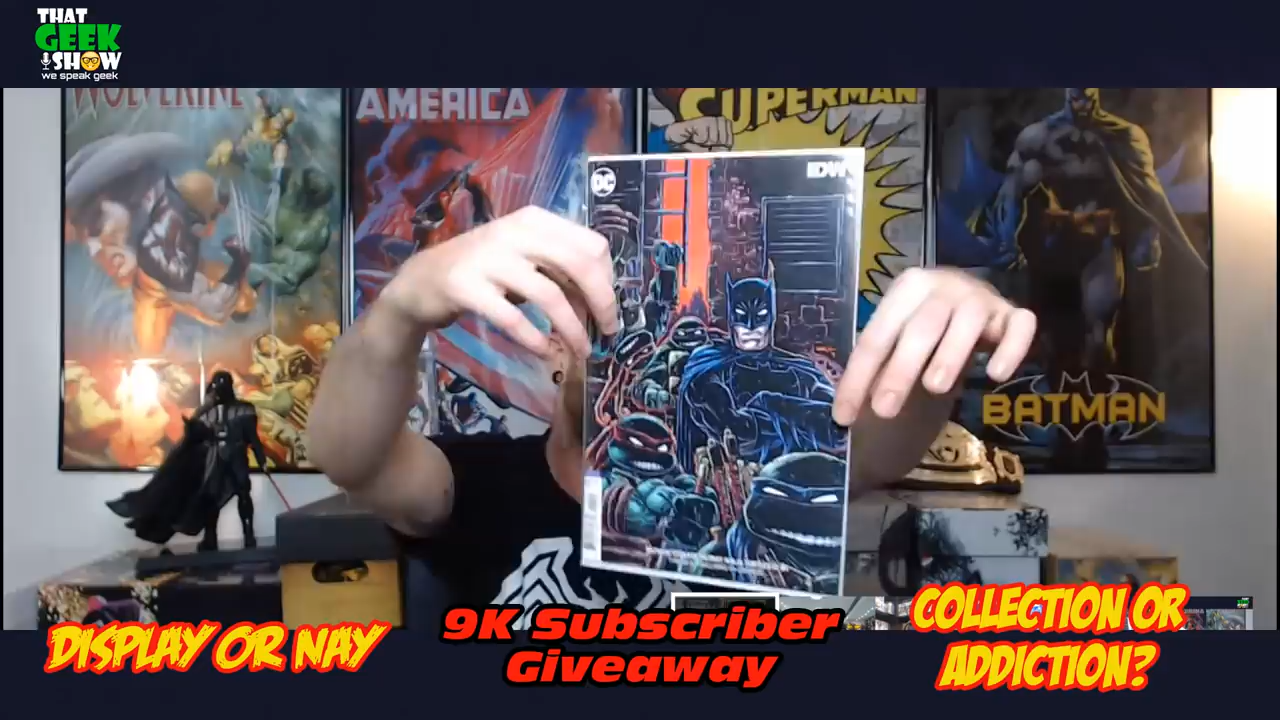 THAT
GEEK
SHOW
we speak geek
WOLVERINE
AMERICA
SUPERMAN
DC
IDW
BATMAN
DISPLAY OR NAY
9K Subscriber
Giveaway
COLLECTION OR
ADDICTION?